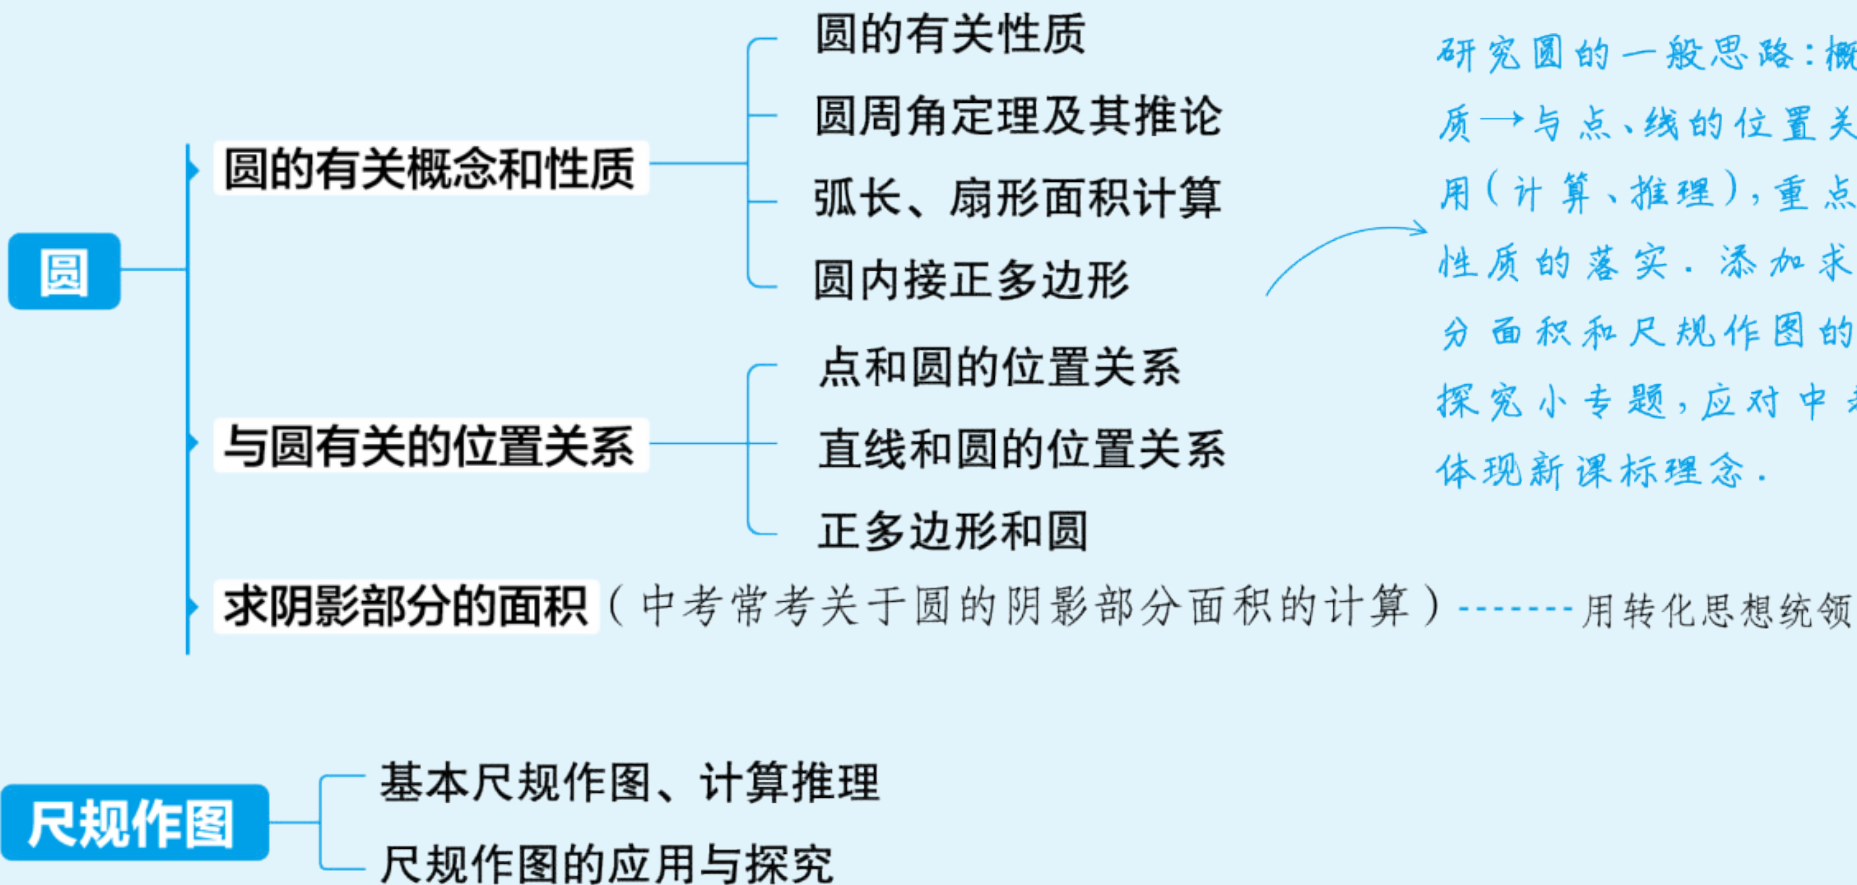 圆
圆的有关概念和性质
圆的有关性质
圆周角定理及其推论
弧长、扇形面积计算
圆内接正多边形
与圆有关的位置关系
点和圆的位置关系
直线和圆的位置关系
正多边形和圆
求阴影部分的面积（中考常考关于圆的阴影部分面积的计算）-------用转化思想统领
研究圆的一般思路：概
质→与点、线的位置关
用（计算、推理），重点
性质的落实．添加求
分面积和尺规作图的
探究小专题，应对中
体现新课标理念．
尺规作图
基本尺规作图、计算推理
尺规作图的应用与探究